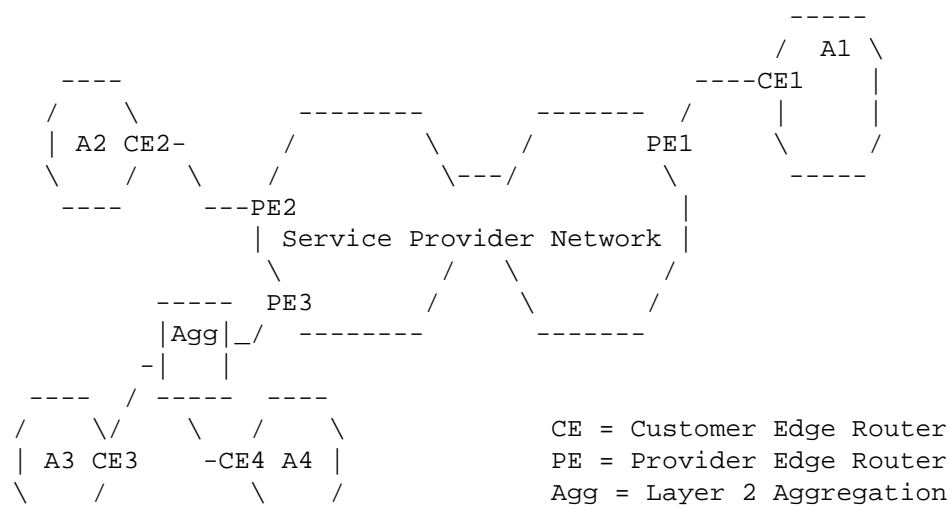 A1
CE1
A2 CE2
PE1
PE2
Service Provider Network
PE3
Agg
CE = Customer Edge Router
A3 CE3 CE4 A4 PE = Provider Edge Router
Agg = Layer 2 Aggregation